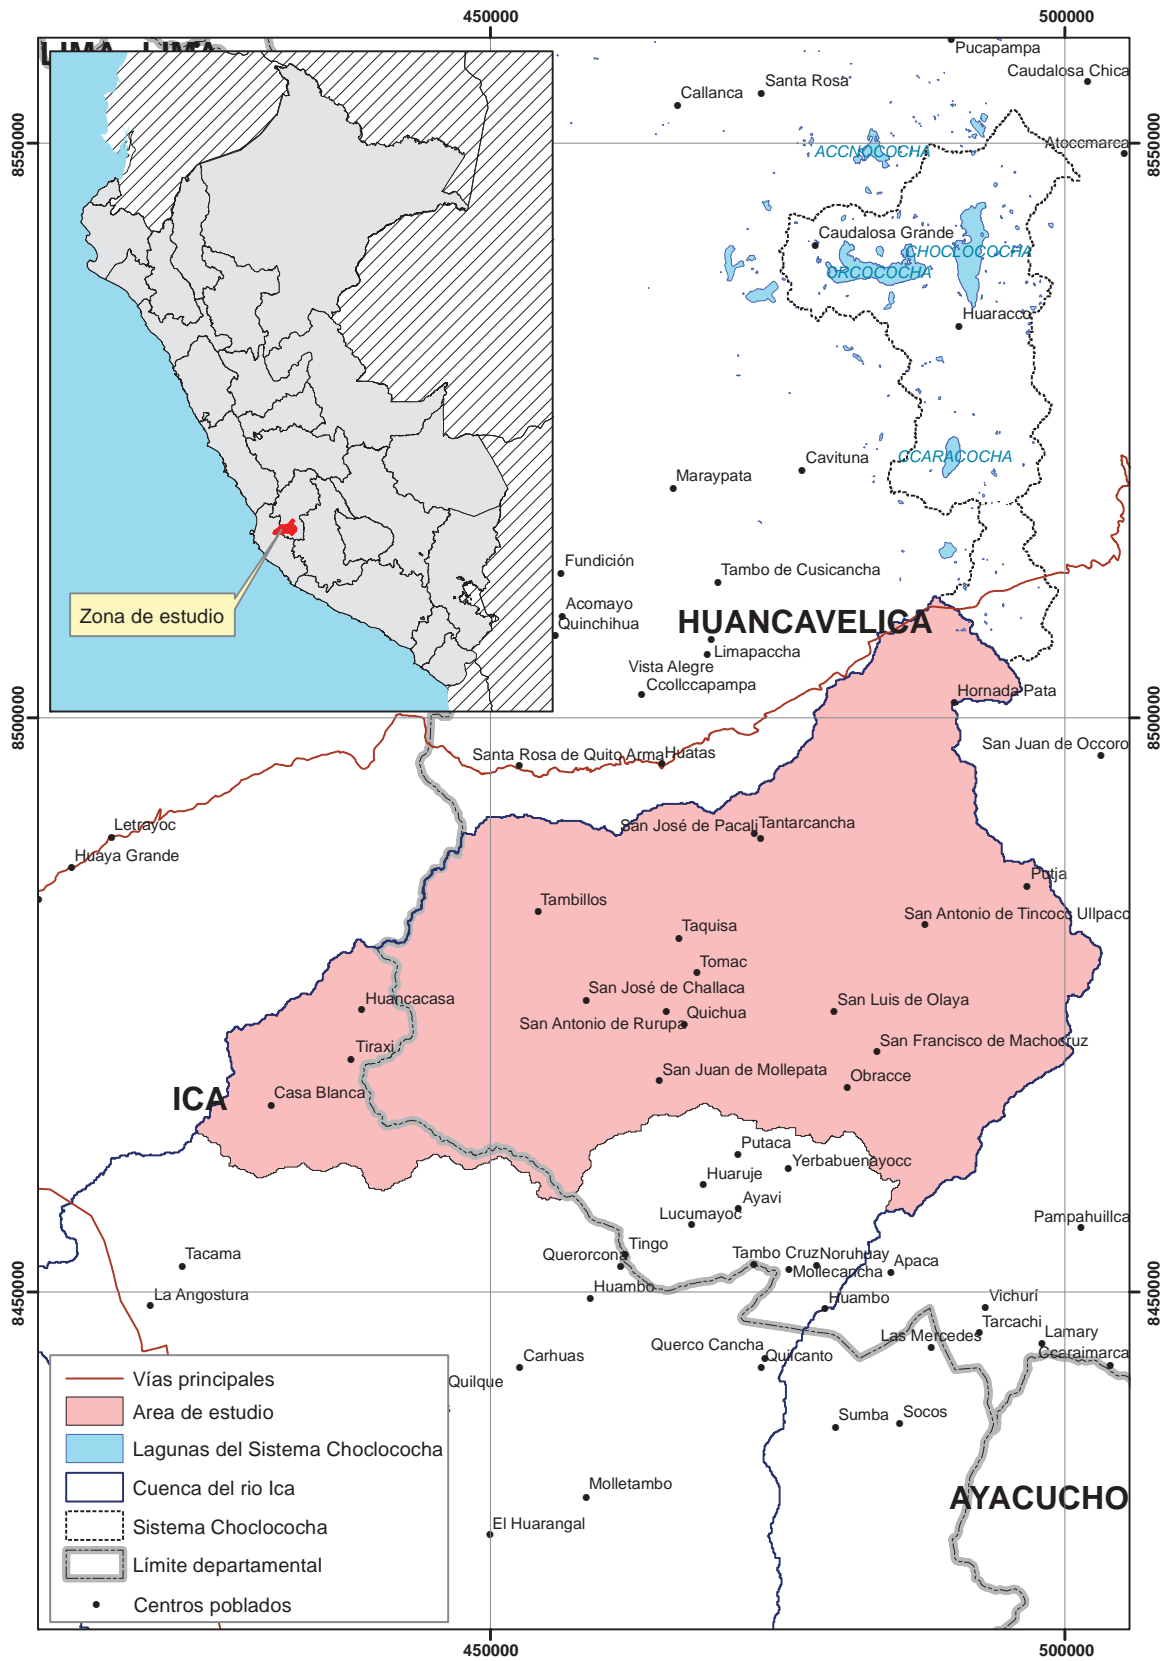 450000
500000
LIMA
LIMA
Pucapampa
Caudalosa Chica
Santa Rosa
Callanca
8550000
8550000
Atoccmarca
ACCNOCOCHA
Caudalosa Grande
CHOCLOCOCHA
ORCOCOCHA
Huaracco
CCARACOCHA
Cavituna
Maraypata
Fundición
Tambo de Cusicancha
Zona de estudio
Acomayo
Quinchihua
HUANCAVELICA
Limapaccha
Vista Alegre
Ccollccapampa
Hornada Pata
8500000
8500000
San Juan de Occoro
Santa Rosa de Quito Arma
Huatas
Letrayoc
San José de Pacali
Tantarcancha
Huaya Grande
Putja
Tambillos
San Antonio de Tincocc
Ullpaco
Taquisa
Tomac
San José de Challaca
Huancacasa
San Luis de Olaya
Quichua
San Antonio de Rurupa
Tiraxi
San Francisco de Machocruz
San Juan de Mollepata
Obracce
Casa Blanca
ICA
Putaca
Yerbabuenayocc
Huaruje
Ayavi
Lucumayoc
Pampahuillca
Tingo
Querorcona
Tacama
Tambo Cruz
Noruhuay
Apaca
Mollecancha
8450000
8450000
La Angostura
Huambo
Huambo
Vichurí
Tarcachi
Las Mercedes
Lamary
Querco Cancha
Ccaraimarca
Carhuas
Quilcanto
Quilque
Vías principales
Area de estudio
Lagunas del Sistema Choclococha
Cuenca del rio Ica
Sistema Choclococha
Límite departamental
Centros poblados
Sumba
Socos
Molletambo
AYACUCHO
El Huarangal
450000
500000